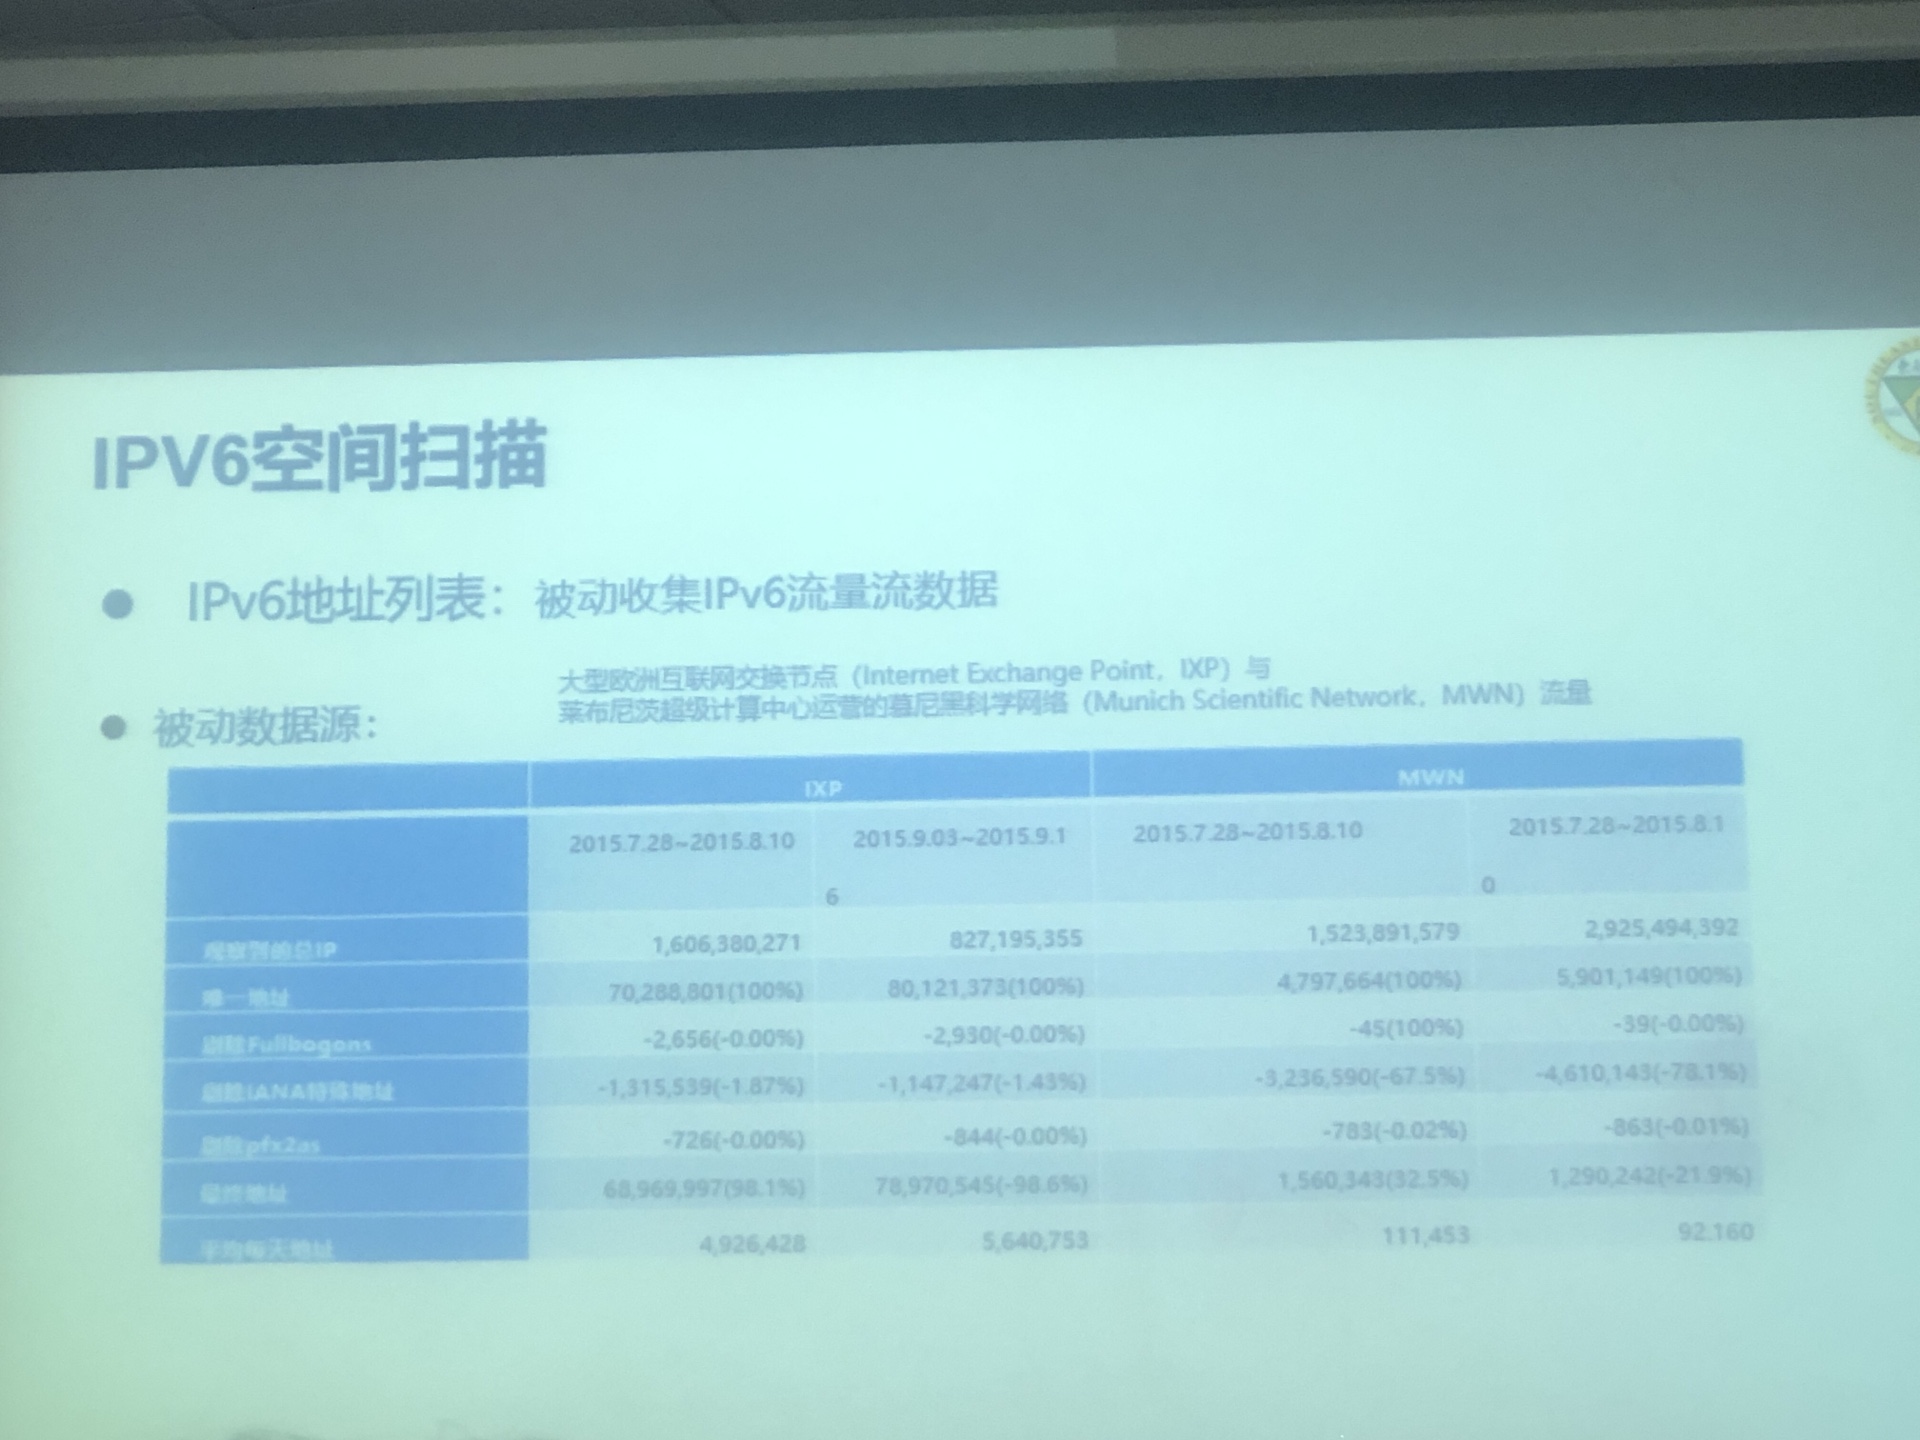 IPV6空间扫描
● IPv6地址列表：被动收集IPv6流量流数据
大型欧洲互联网交换节点（Internet Exchange Point，IXP）与
莱布尼茨超级计算中心运营的慕尼黑科学网络（Munich Scientific Network，MWN）流量
● 被动数据源：
IXP MWN
2015.7.28~2015.8.10 2015.9.03~2015.9.1 2015.7.28~2015.8.10 2015.7.28~2015.8.1
6 0
观察到的总IP 1,606,380,271 827,195,355 1,523,891,579 2,925,494,392
唯一地址 70,288,801(100%) 80,121,373(100%) 4,797,664(100%) 5,901,149(100%)
剔除Fullbogons -2,656(-0.00%) -2,930(-0.00%) -45(100%) -39(-0.00%)
剔除IANA特殊地址 -1,315,539(-1.87%) -1,147,247(-1.43%) -3,236,590(-67.5%) -4,610,143(-78.1%)
剔除pfx2as -726(-0.00%) -844(-0.00%) -783(-0.02%) -863(-0.01%)
最终地址 68,969,997(98.1%) 78,970,545(-98.6%) 1,560,343(32.5%) 1,290,242(-21.9%)
平均每天地址 4,926,428 5,640,753 111,453 92.160